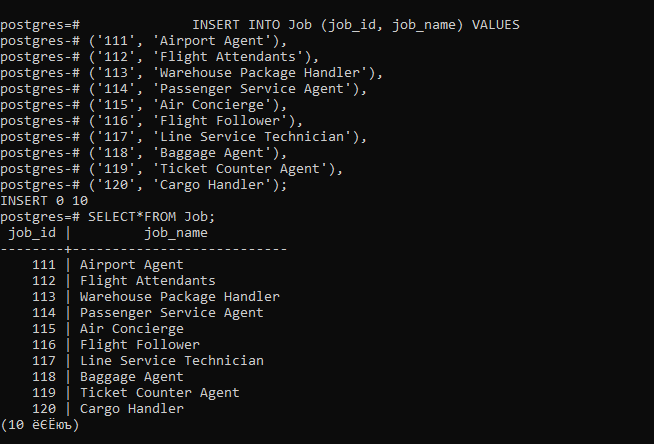 postgres=#               INSERT INTO Job (job_id, job_name) VALUES
postgres-# ('111', 'Airport Agent'),
postgres-# ('112', 'Flight Attendants'),
postgres-# ('113', 'Warehouse Package Handler'),
postgres-# ('114', 'Passenger Service Agent'),
postgres-# ('115', 'Air Concierge'),
postgres-# ('116', 'Flight Follower'),
postgres-# ('117', 'Line Service Technician'),
postgres-# ('118', 'Baggage Agent'),
postgres-# ('119', 'Ticket Counter Agent'),
postgres-# ('120', 'Cargo Handler');
INSERT 0 10
postgres=# SELECT*FROM Job;
 job_id |         job_name
--------+---------------------------
    111 | Airport Agent
    112 | Flight Attendants
    113 | Warehouse Package Handler
    114 | Passenger Service Agent
    115 | Air Concierge
    116 | Flight Follower
    117 | Line Service Technician
    118 | Baggage Agent
    119 | Ticket Counter Agent
    120 | Cargo Handler
(10 ёЄЁюъ)